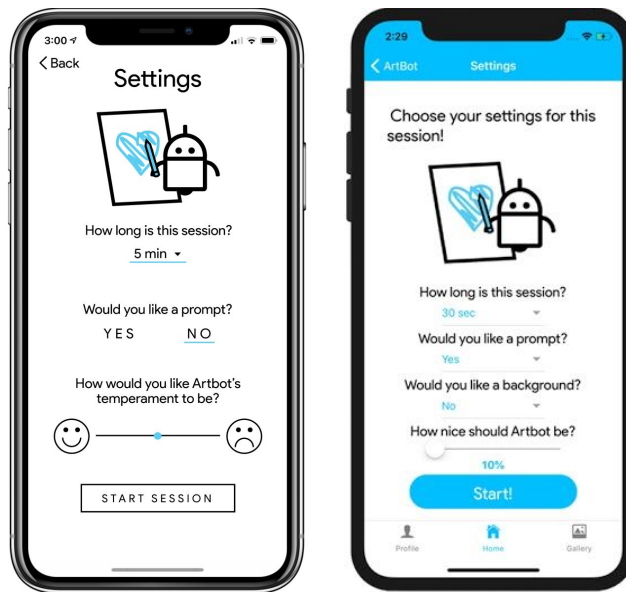 3:00
Back
Settings
How long is this session?
5 min
Would you like a prompt?
YES NO
How would you like Artbot's
temperament to be?
START SESSION
2:29
ArtBot Settings
Choose your settings for this
session!
How long is this session?
30 sec
Would you like a prompt?
Yes
Would you like a background?
No
How nice should Artbot be?
10%
Start!
Profile Home Gallery